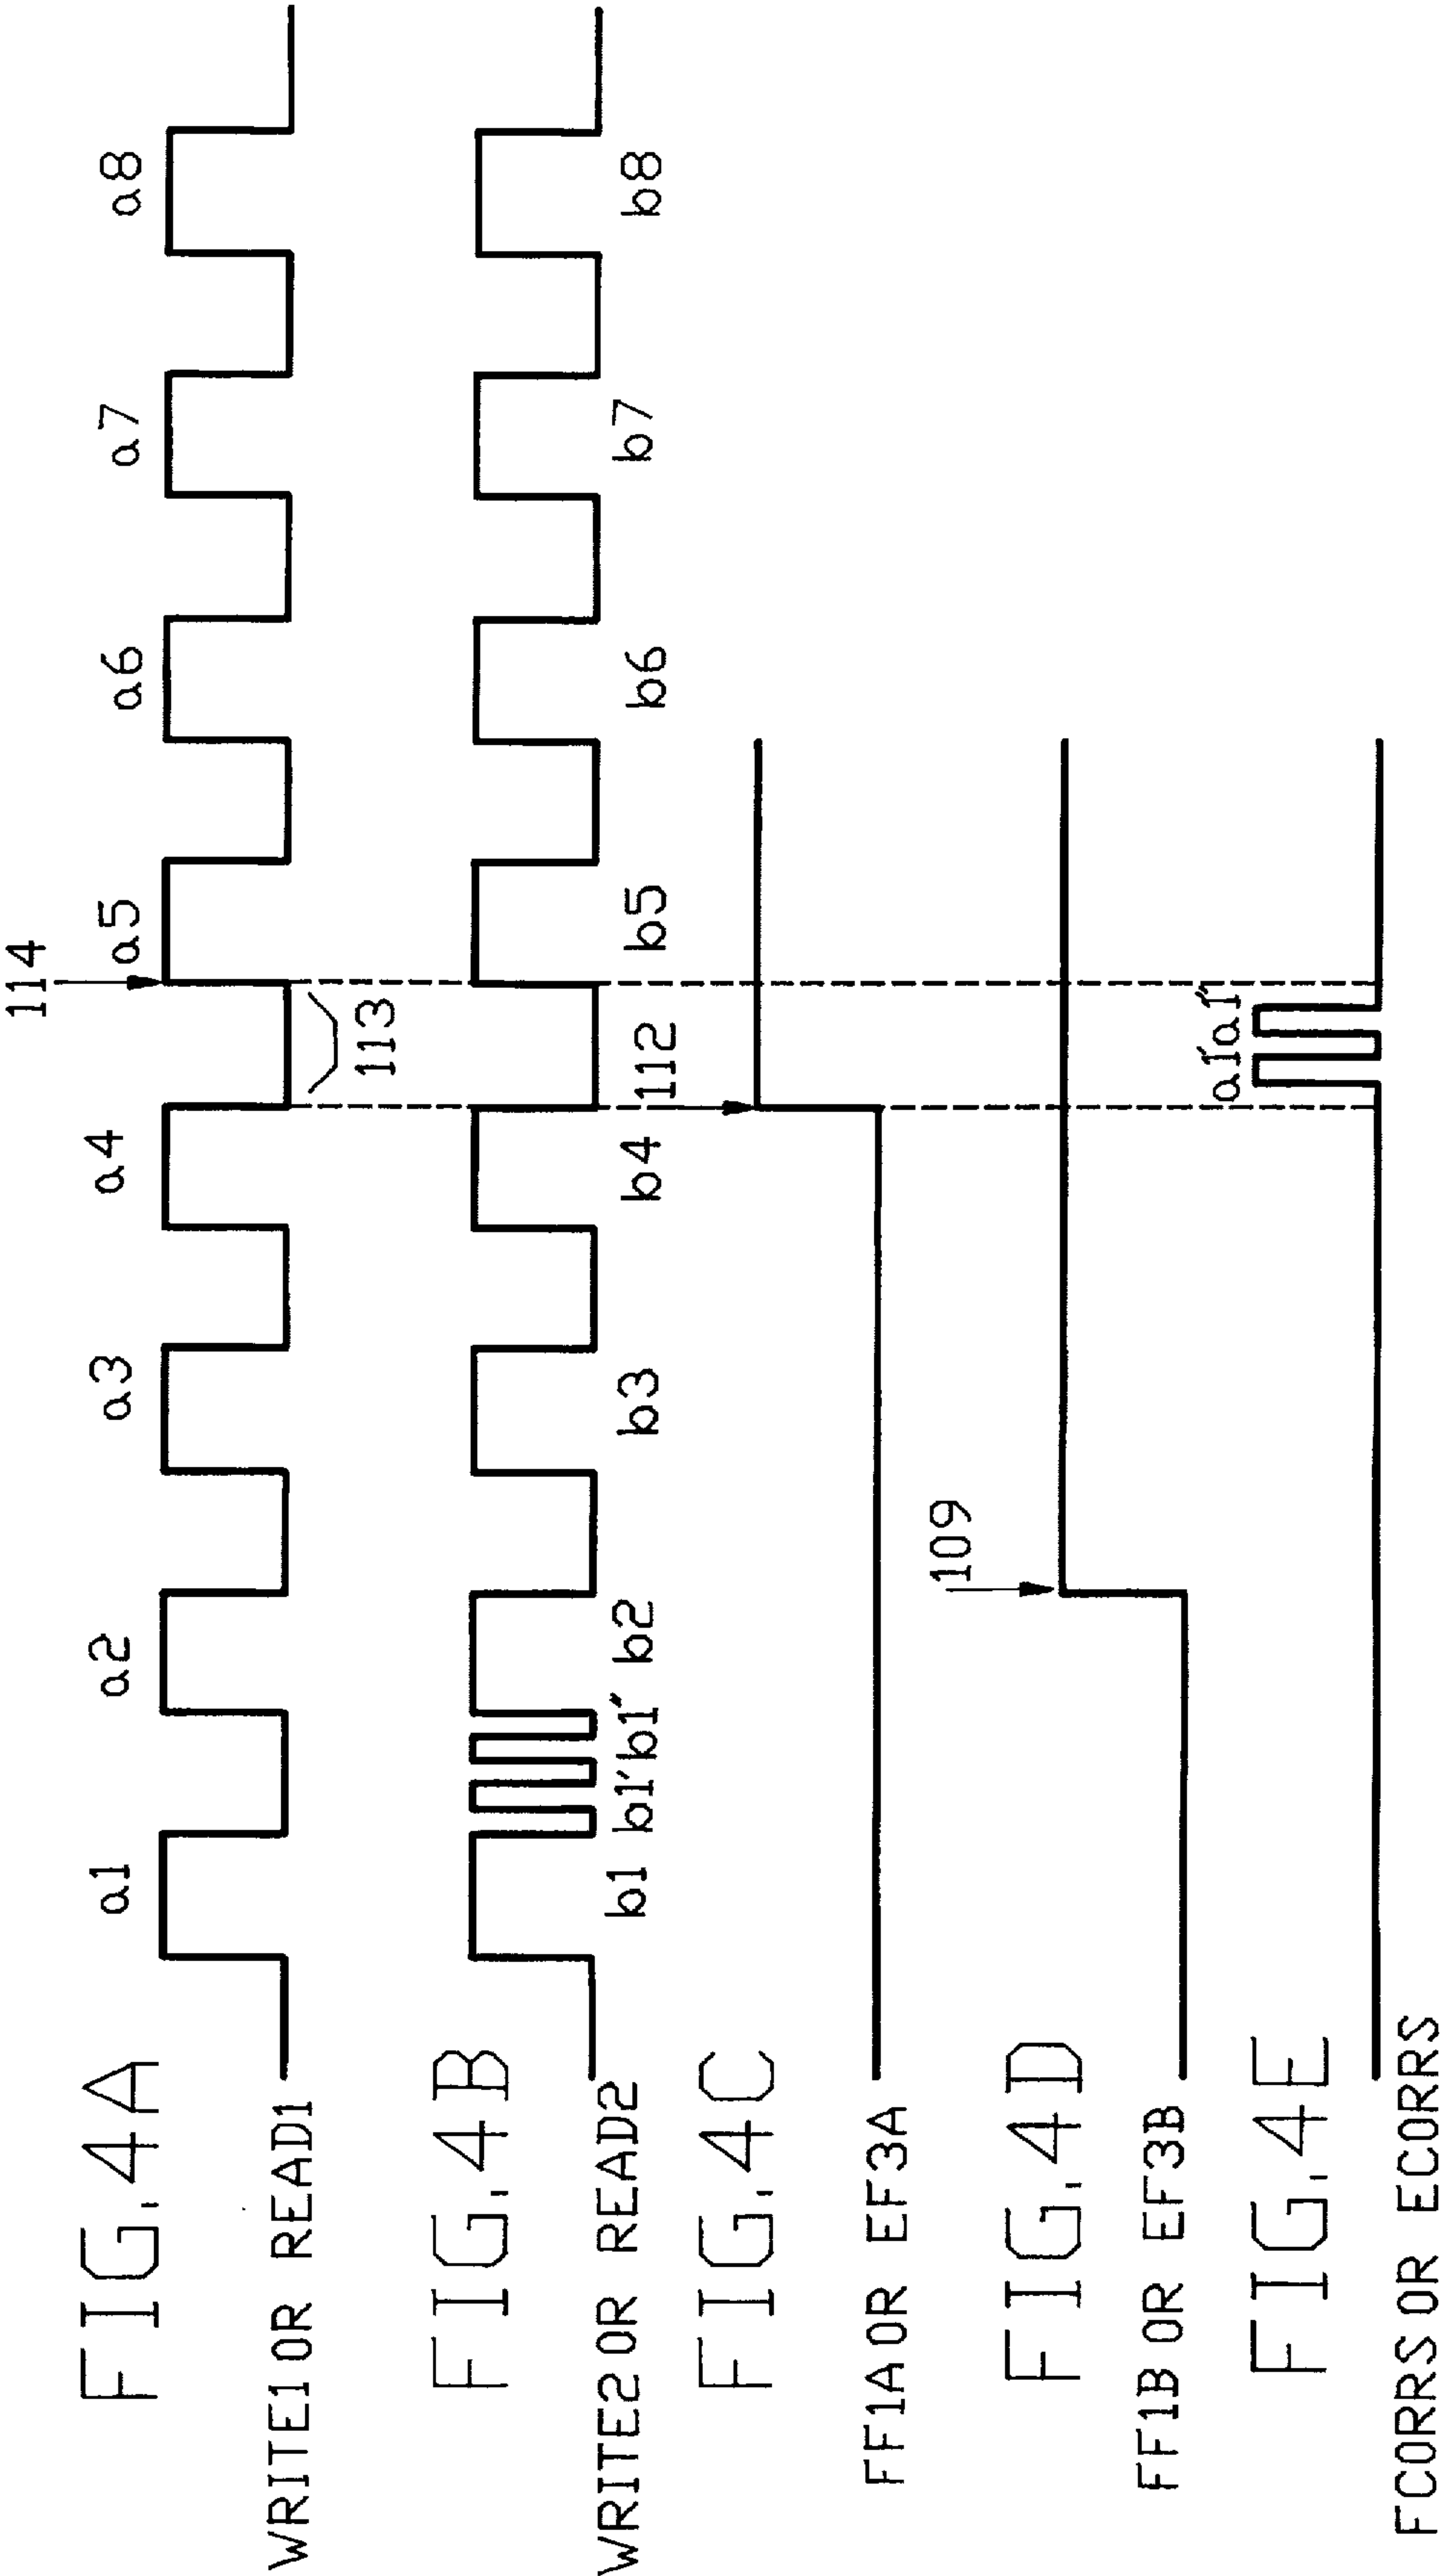 FIG.4A
WRITE1 OR READ1
a1 a2 a3 a4 a5 a6 a7 a8
114
113
FIG.4B
WRITE2 OR READ2
b1 b1' b1" b2 b3 b4 b5 b6 b7 b8
112
FIG.4C
FF1A OR EF3A
FIG.4D
FF1B OR EF3B
109
FIG.4E
FCORRS OR ECORRS
a1' a1"